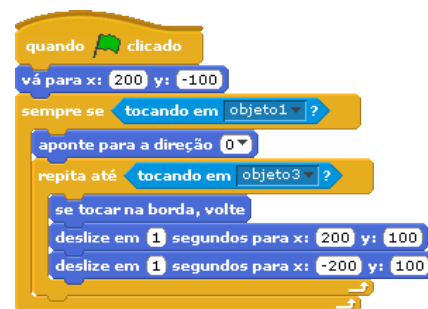 quando clicado
vá para x: 200 y: -100
sempre se tocando em objeto1 ?
aponte para a direção 0
repita até tocando em objeto3 ?
se tocar na borda, volte
deslize em 1 segundos para x: 200 y: 100
deslize em 1 segundos para x: -200 y: 100